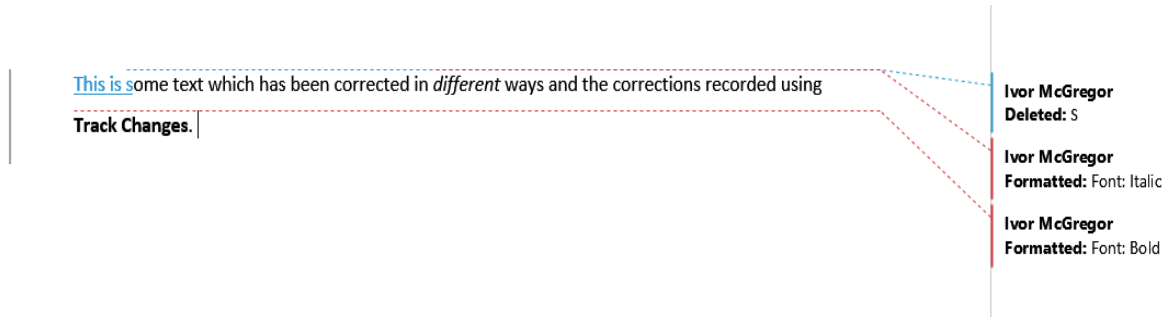 This is some text which has been corrected in different ways and the corrections recorded using
Track Changes.
Ivor McGregor
Deleted: S
Ivor McGregor
Formatted: Font: Italic
Ivor McGregor
Formatted: Font: Bold